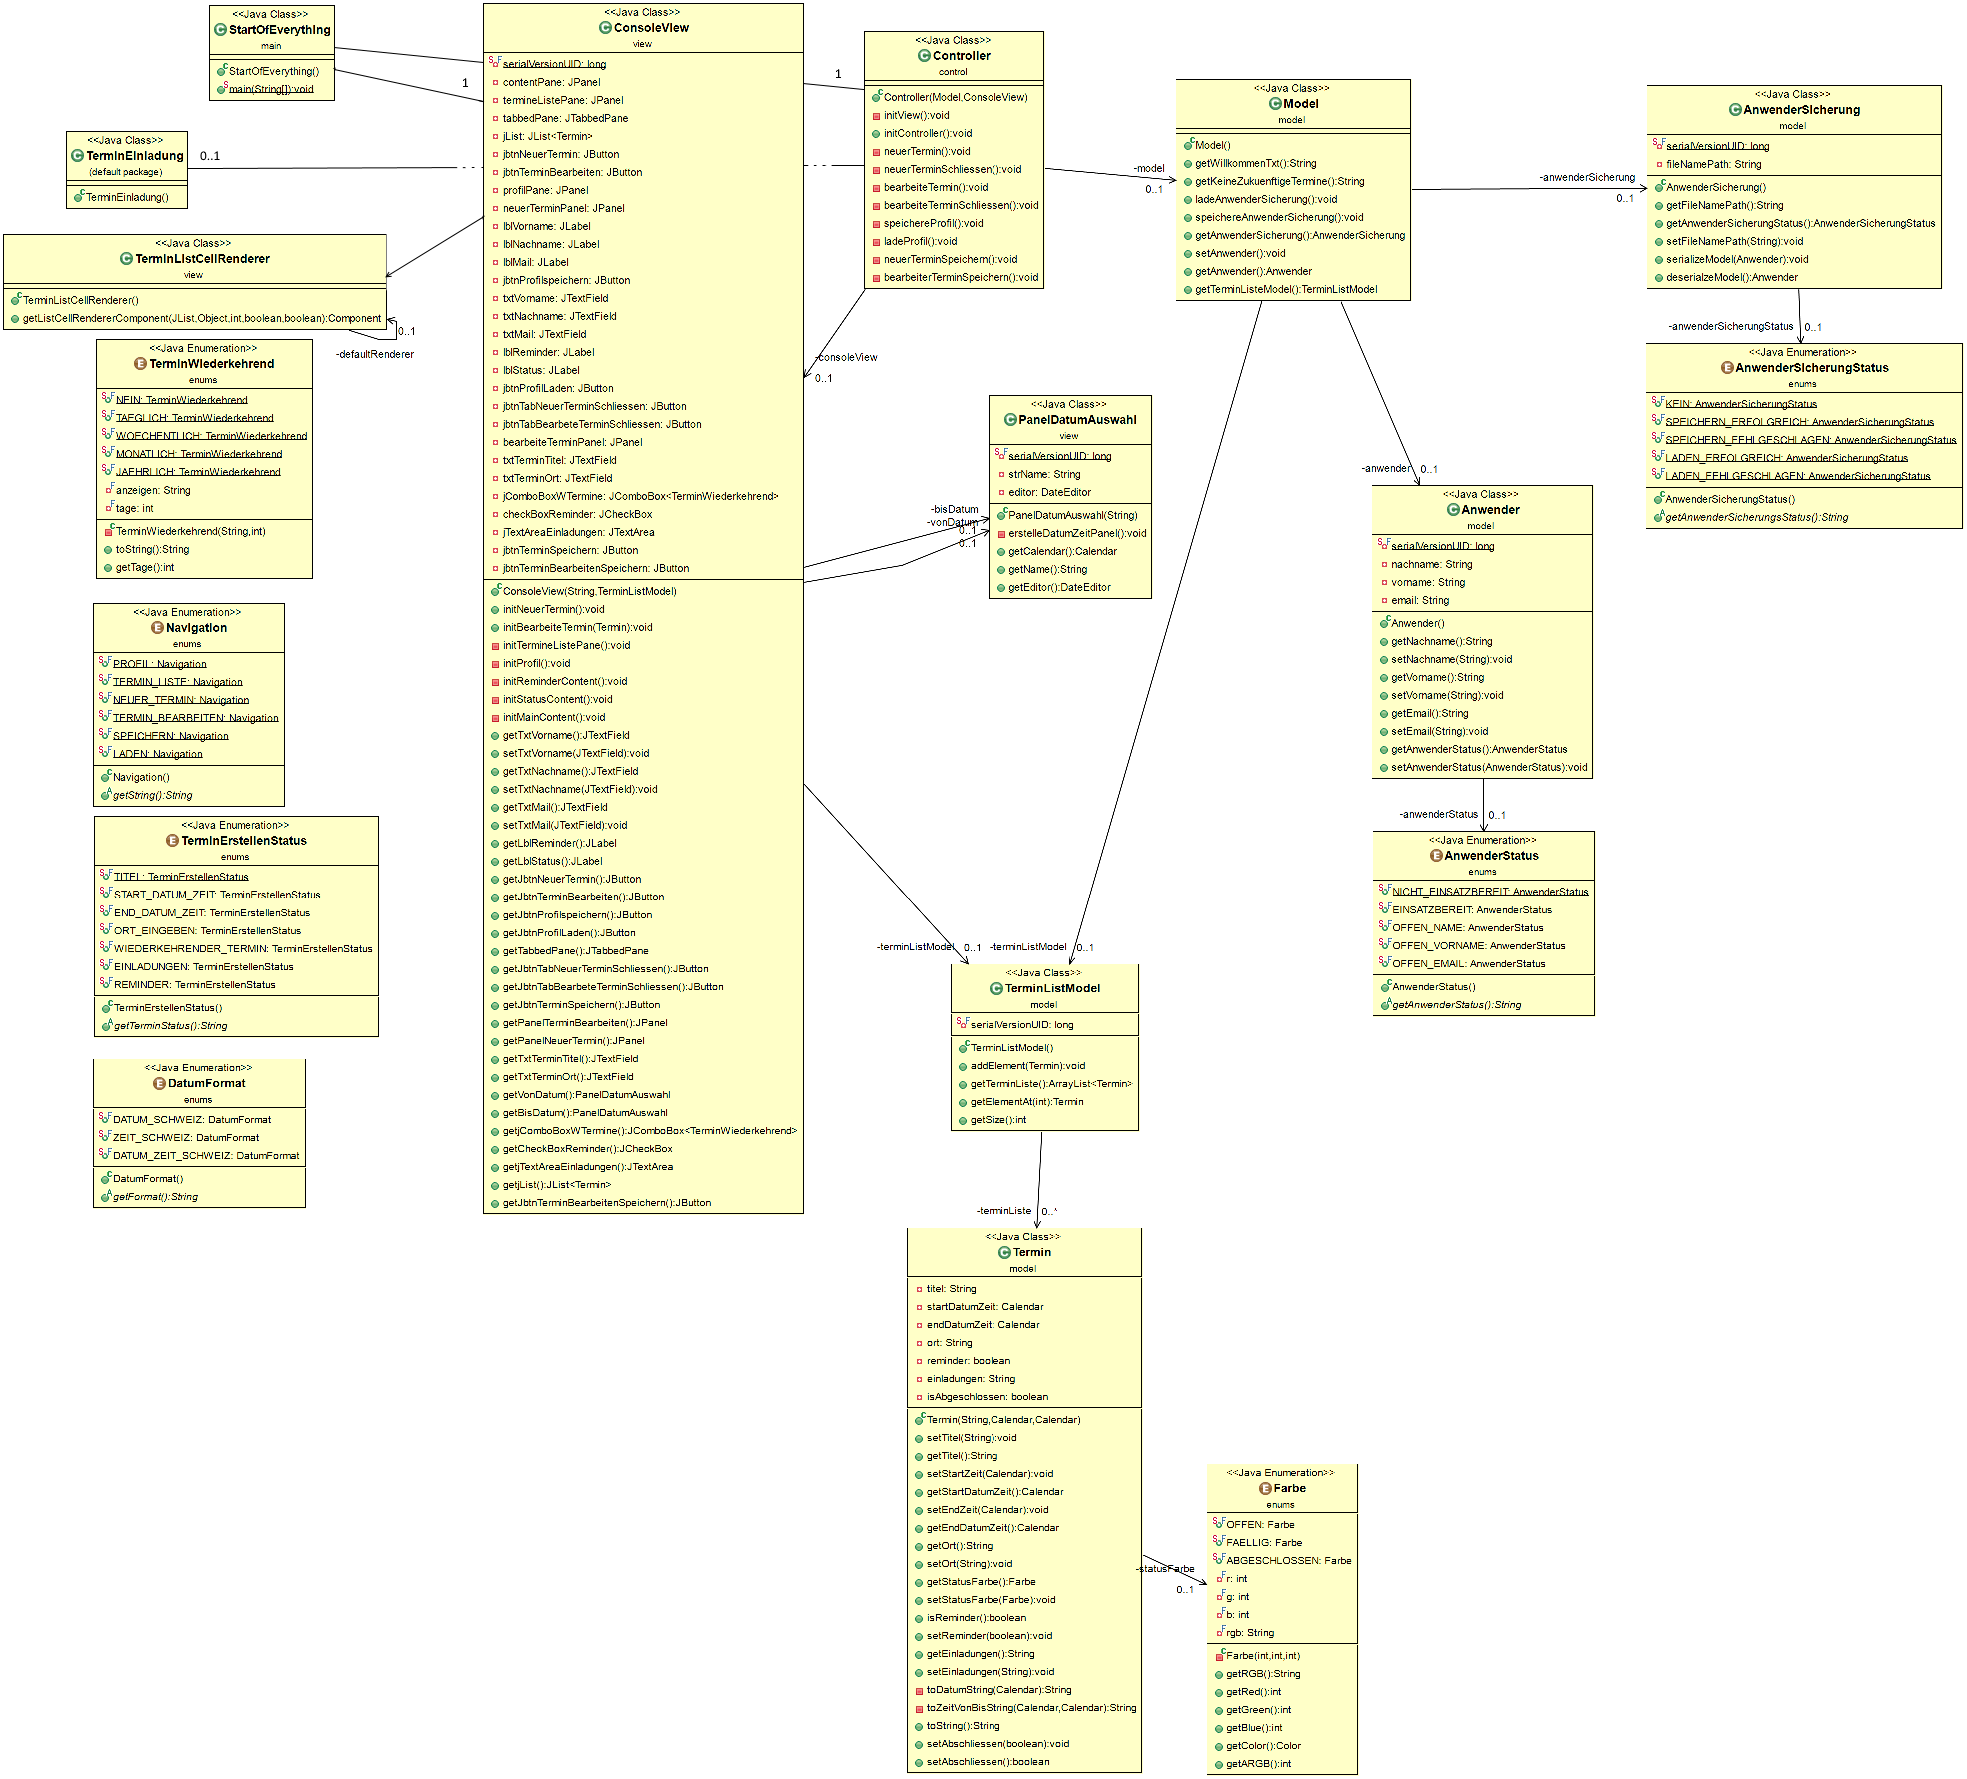 <<Java Class>>
StartOfEverything
main
StartOfEverything()
main(String[]):void
<<Java Class>>
TerminEinladung
(default package)
TerminEinladung()
0..1
<<Java Class>>
TerminListCellRenderer
view
TerminListCellRenderer()
getListCellRendererComponent(JList,Object,int,boolean,boolean):Component
0..1
-defaultRenderer
<<Java Enumeration>>
TerminWiederkehrend
enums
NEIN: TerminWiederkehrend
TAEGLICH: TerminWiederkehrend
WOECHENTLICH: TerminWiederkehrend
MONATLICH: TerminWiederkehrend
JAEHRLICH: TerminWiederkehrend
anzeigen: String
tage: int
TerminWiederkehrend(String,int)
toString():String
getTage():int
<<Java Enumeration>>
Navigation
enums
PROFIL: Navigation
TERMIN_LISTE: Navigation
NEUER_TERMIN: Navigation
TERMIN_BEARBEITEN: Navigation
SPEICHERN: Navigation
LADEN: Navigation
Navigation()
getString():String
<<Java Enumeration>>
TerminErstellenStatus
enums
TITEL: TerminErstellenStatus
START_DATUM_ZEIT: TerminErstellenStatus
END_DATUM_ZEIT: TerminErstellenStatus
ORT_EINGEBEN: TerminErstellenStatus
WIEDERKEHRENDER_TERMIN: TerminErstellenStatus
EINLADUNGEN: TerminErstellenStatus
REMINDER: TerminErstellenStatus
TerminErstellenStatus()
getTerminStatus():String
<<Java Enumeration>>
DatumFormat
enums
DATUM_SCHWEIZ: DatumFormat
ZEIT_SCHWEIZ: DatumFormat
DATUM_ZEIT_SCHWEIZ: DatumFormat
DatumFormat()
getFormat():String
1
<<Java Class>>
ConsoleView
view
serialVersionUID: long
contentPane: JPanel
termineListePane: JPanel
tabbedPane: JTabbedPane
jList: JList<Termin>
jbtnNeuerTermin: JButton
jbtnTerminBearbeiten: JButton
profilPane: JPanel
neuerTerminPanel: JPanel
lblVorname: JLabel
lblNachname: JLabel
lblMail: JLabel
jbtnProfilspeichern: JButton
txtVorname: JTextField
txtNachname: JTextField
txtMail: JTextField
lblReminder: JLabel
lblStatus: JLabel
jbtnProfilLaden: JButton
jbtnTabNeuerTerminSchliessen: JButton
jbtnTabBearbeteTerminSchliessen: JButton
bearbeiteTerminPanel: JPanel
txtTerminTitel: JTextField
txtTerminOrt: JTextField
jComboBoxWTermine: JComboBox<TerminWiederkehrend>
checkBoxReminder: JCheckBox
jTextAreaEinladungen: JTextArea
jbtnTerminSpeichern: JButton
jbtnTerminBearbeitenSpeichern: JButton
ConsoleView(String,TerminListModel)
initNeuerTermin():void
initBearbeiteTermin(Termin):void
initTermineListePane():void
initProfil():void
initReminderContent():void
initStatusContent():void
initMainContent():void
getTxtVorname():JTextField
setTxtVorname(JTextField):void
getTxtNachname():JTextField
setTxtNachname(JTextField):void
getTxtMail():JTextField
setTxtMail(JTextField):void
getLblReminder():JLabel
getLblStatus():JLabel
getJbtnNeuerTermin():JButton
getJbtnTerminBearbeiten():JButton
getJbtnProfilspeichern():JButton
getJbtnProfilLaden():JButton
getTabbedPane():JTabbedPane
getJbtnTabNeuerTerminSchliessen():JButton
getJbtnTabBearbeteTerminSchliessen():JButton
getJbtnTerminSpeichern():JButton
getPanelTerminBearbeiten():JPanel
getPanelNeuerTermin():JPanel
getTxtTerminTitel():JTextField
getTxtTerminOrt():JTextField
getVonDatum():PanelDatumAuswahl
getBisDatum():PanelDatumAuswahl
getjComboBoxWTermine():JComboBox<TerminWiederkehrend>
getCheckBoxReminder():JCheckBox
getjTextAreaEinladungen():JTextArea
getjList():JList<Termin>
getJbtnTerminBearbeitenSpeichern():JButton
1
<<Java Class>>
Controller
control
Controller(Model,ConsoleView)
initView():void
initController():void
neuerTermin():void
neuerTerminSchliessen():void
bearbeiteTermin():void
bearbeiteTerminSchliessen():void
speichereProfil():void
ladeProfil():void
neuerTerminSpeichern():void
bearbeiterTerminSpeichern():void
-consoleView
0..1
-model
0..1
<<Java Class>>
PanelDatumAuswahl
view
serialVersionUID: long
strName: String
editor: DateEditor
PanelDatumAuswahl(String)
erstelleDatumZeitPanel():void
getCalendar():Calendar
getName():String
getEditor():DateEditor
-bisDatum
-vonDatum
0..1
0..1
<<Java Class>>
Model
model
Model()
getWillkommenTxt():String
getKeineZukuenftigeTermine():String
ladeAnwenderSicherung():void
speichereAnwenderSicherung():void
getAnwenderSicherung():AnwenderSicherung
setAnwender():void
getAnwender():Anwender
getTerminListeModel():TerminListModel
-anwenderSicherung
0..1
<<Java Class>>
AnwenderSicherung
model
serialVersionUID: long
fileNamePath: String
AnwenderSicherung()
getFileNamePath():String
getAnwenderSicherungStatus():AnwenderSicherungStatus
setFileNamePath(String):void
serializeModel(Anwender):void
deserialzeModel():Anwender
-anwenderSicherungStatus
0..1
<<Java Enumeration>>
AnwenderSicherungStatus
enums
KEIN: AnwenderSicherungStatus
SPEICHERN_ERFOLGREICH: AnwenderSicherungStatus
SPEICHERN_FEHLGESCHLAGEN: AnwenderSicherungStatus
LADEN_ERFOLGREICH: AnwenderSicherungStatus
LADEN_FEHLGESCHLAGEN: AnwenderSicherungStatus
AnwenderSicherungStatus()
getAnwenderSicherungsStatus():String
-anwender
0..1
<<Java Class>>
Anwender
model
serialVersionUID: long
nachname: String
vorname: String
email: String
Anwender()
getNachname():String
setNachname(String):void
getVorname():String
setVorname(String):void
getEmail():String
setEmail(String):void
getAnwenderStatus():AnwenderStatus
setAnwenderStatus(AnwenderStatus):void
-anwenderStatus
0..1
<<Java Enumeration>>
AnwenderStatus
enums
NICHT_EINSATZBEREIT: AnwenderStatus
EINSATZBEREIT: AnwenderStatus
OFFEN_NAME: AnwenderStatus
OFFEN_VORNAME: AnwenderStatus
OFFEN_EMAIL: AnwenderStatus
AnwenderStatus()
getAnwenderStatus():String
-terminListModel
0..1
-terminListModel
0..1
<<Java Class>>
TerminListModel
model
serialVersionUID: long
TerminListModel()
addElement(Termin):void
getTerminListe():ArrayList<Termin>
getElementAt(int):Termin
getSize():int
-terminListe
0..*
<<Java Class>>
Termin
model
titel: String
startDatumZeit: Calendar
endDatumZeit: Calendar
ort: String
reminder: boolean
einladungen: String
isAbgeschlossen: boolean
Termin(String,Calendar,Calendar)
setTitel(String):void
getTitel():String
setStartZeit(Calendar):void
getStartDatumZeit():Calendar
setEndZeit(Calendar):void
getEndDatumZeit():Calendar
getOrt():String
setOrt(String):void
getStatusFarbe():Farbe
setStatusFarbe(Farbe):void
isReminder():boolean
setReminder(boolean):void
getEinladungen():String
setEinladungen(String):void
toDatumString(Calendar):String
toZeitVonBisString(Calendar,Calendar):String
toString():String
setAbschliessen(boolean):void
setAbschliessen():boolean
-statusFarbe
0..1
<<Java Enumeration>>
Farbe
enums
OFFEN: Farbe
FAELLIG: Farbe
ABGESCHLOSSEN: Farbe
r: int
g: int
b: int
rgb: String
Farbe(int,int,int)
getRGB():String
getRed():int
getGreen():int
getBlue():int
getColor():Color
getARGB():int